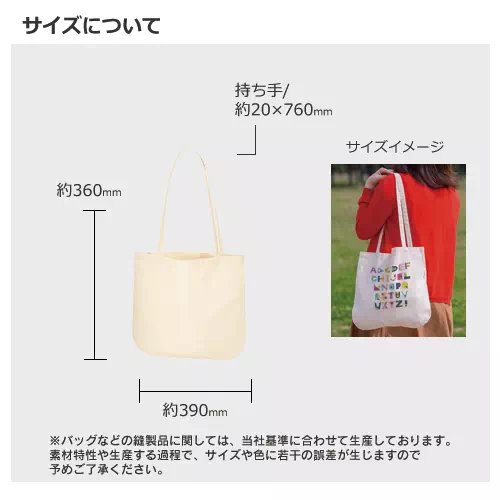 サイズについて
持ち手/
約20×760mm
サイズイメージ
約360mm
ABCDEF
GHIJKL
MNOPQ
RSTUV
WXYZ!
約390mm
※バッグなどの縫製品に関しては、当社基準に合わせて生産しております。
素材特性や生産する過程で、サイズや色に若干の誤差が生じますので
予めご了承ください。